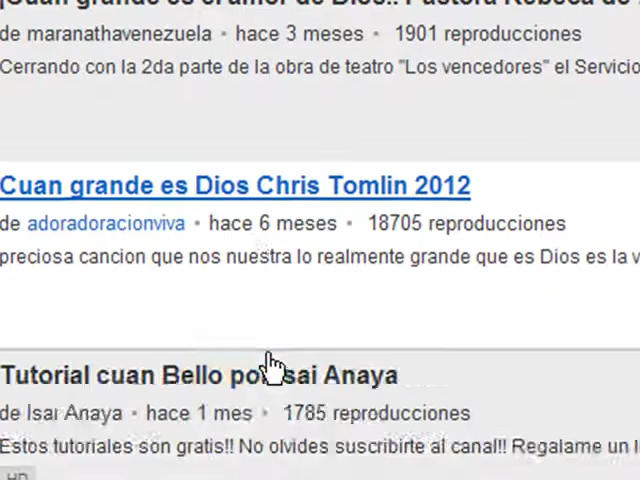 de maranathavenezuela • hace 3 meses • 1901 reproducciones
Cerrando con la 2da parte de la obra de teatro "Los vencedores" el Servicio
Cuan grande es Dios Chris Tomlin 2012
de adoradoracionviva • hace 6 meses • 18705 reproducciones
preciosa cancion que nos nuestra lo realmente grande que es Dios es la v
Tutorial cuan Bello por Isai Anaya
de Isai Anaya • hace 1 mes • 1785 reproducciones
Estos tutoriales son gratis!! No olvides suscribirte al canal!! Regalame un
HD